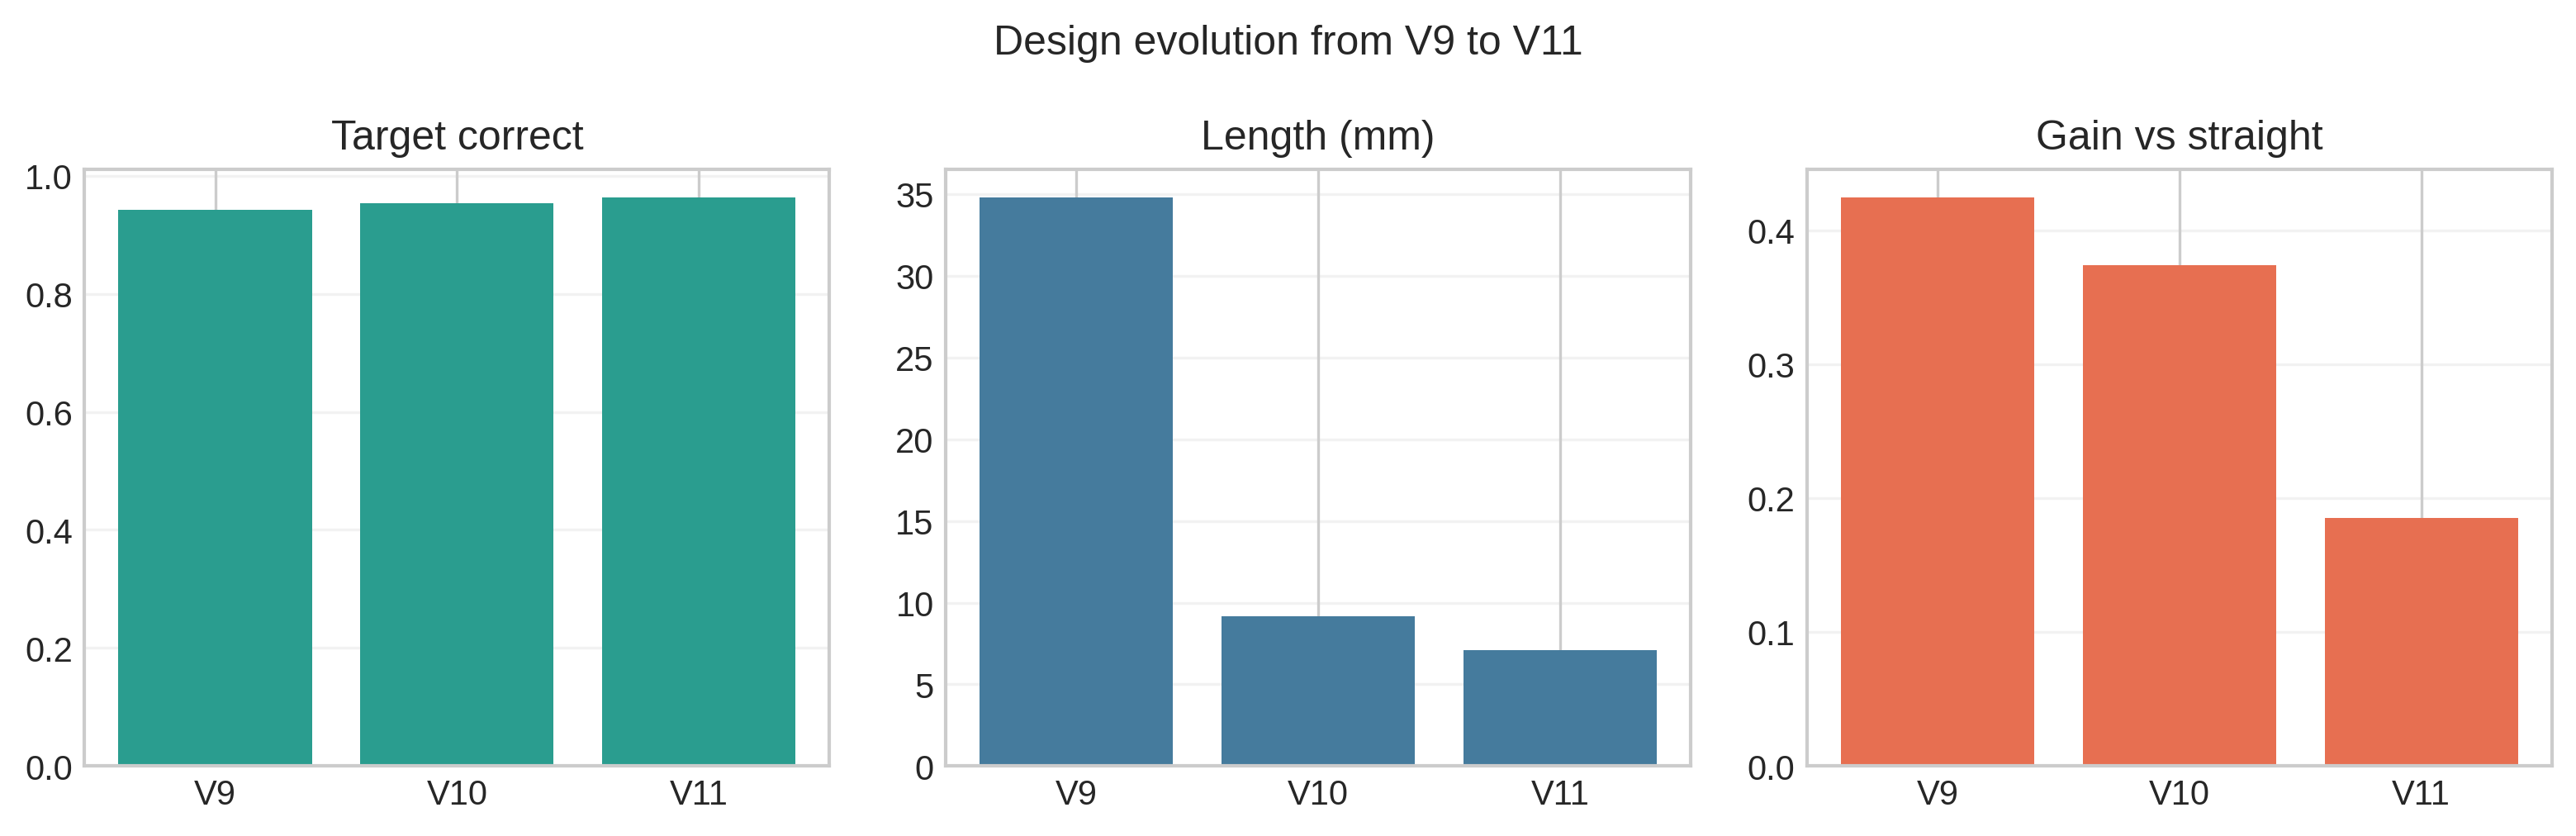 Design evolution from V9 to V11
Target correct
1.0
0.8
0.6
0.4
0.2
0.0
V9 V10 V11
Length (mm)
35
30
25
20
15
10
5
0
V9 V10 V11
Gain vs straight
0.4
0.3
0.2
0.1
0.0
V9 V10 V11